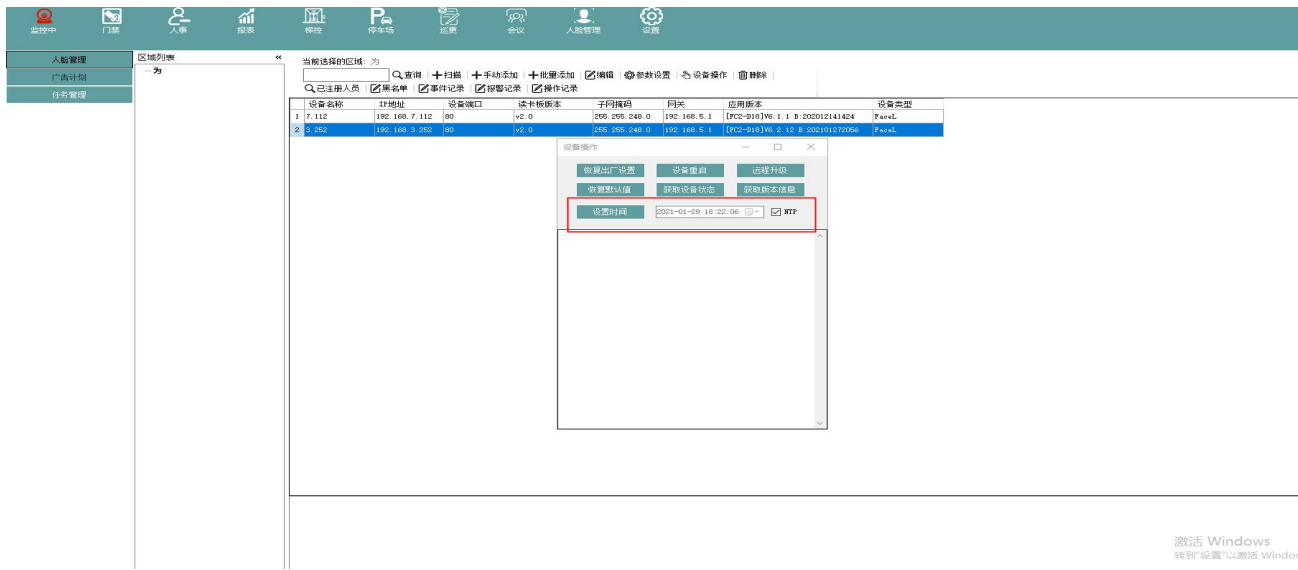 监控中 门禁 人事 报表 梯控 停车场 巡更 会议 人脸管理 设置
人脸管理
广告计划
任务管理
区域列表 «
为
当前选择的区域: 为
查询 扫描 手动添加 批量添加 编辑 参数设置 设备操作 删除
已注册人员 黑名单 事件记录 报警记录 操作记录
设备名称 IP地址 设备端口 读卡板版本 子网掩码 网关 应用版本 设备类型
1 7.112 192.168.7.112 80 v2.0 255.255.248.0 192.168.5.1 [FC2-D18]V6.1.1 B:202012141424 FaceL
2 3.252 192.168.3.252 80 v2.0 255.255.248.0 192.168.5.1 [FC2-D18]V6.2.12 B:202101272056 FaceL
设备操作
恢复出厂设置 设备重启 远程升级
恢复默认值 获取设备状态 获取版本信息
设置时间 2021-01-29 18:22:06 NTP
激活 Windows
转到"设置"以激活 Window